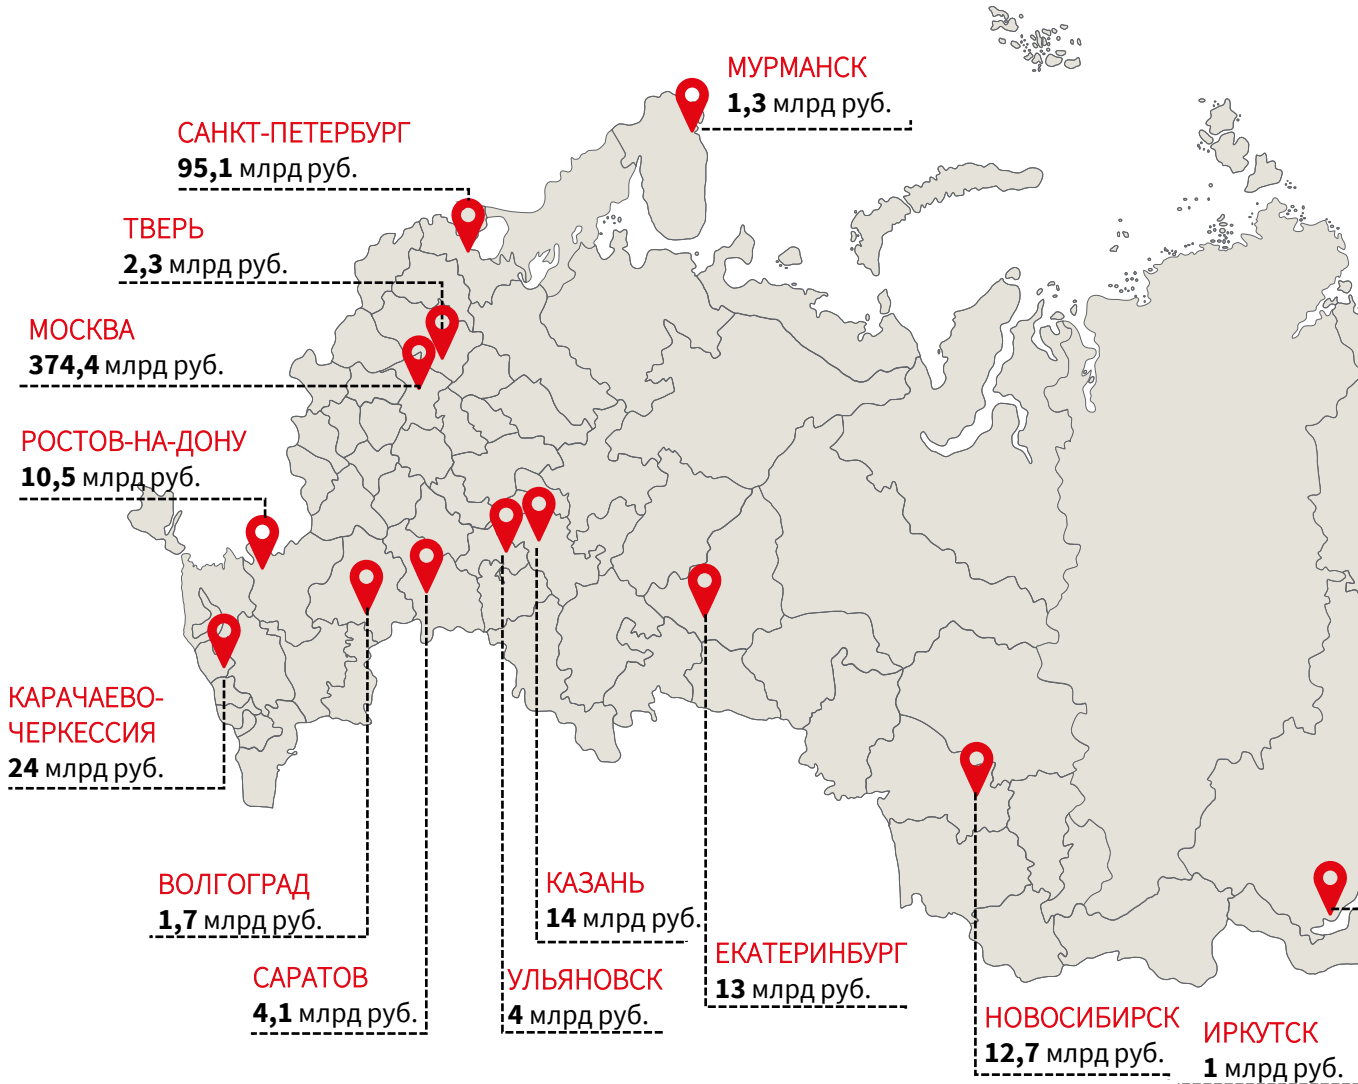 МУРМАНСК
1,3 млрд руб.
САНКТ-ПЕТЕРБУРГ
95,1 млрд руб.
ТВЕРЬ
2,3 млрд руб.
МОСКВА
374,4 млрд руб.
РОСТОВ-НА-ДОНУ
10,5 млрд руб.
КАРАЧАЕВО-
ЧЕРКЕССИЯ
24 млрд руб.
ВОЛГОГРАД
1,7 млрд руб.
САРАТОВ
4,1 млрд руб.
КАЗАНЬ
14 млрд руб.
УЛЬЯНОВСК
4 млрд руб.
ЕКАТЕРИНБУРГ
13 млрд руб.
НОВОСИБИРСК
12,7 млрд руб.
ИРКУТСК
1 млрд руб.